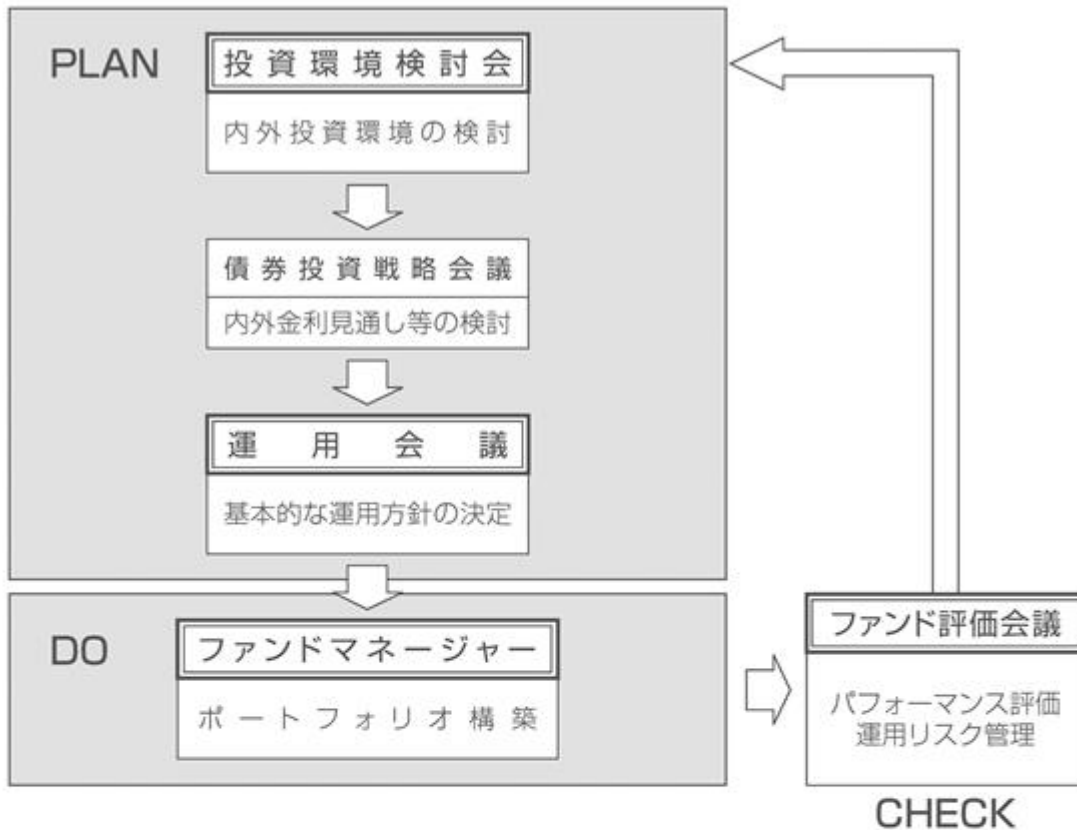 PLAN
投資環境検討会
内外投資環境の検討
債券投資戦略会議
内外金利見通し等の検討
運用会議
基本的な運用方針の決定
DO
ファンドマネージャー
ポートフォリオ構築
ファンド評価会議
パフォーマンス評価
運用リスク管理
CHECK